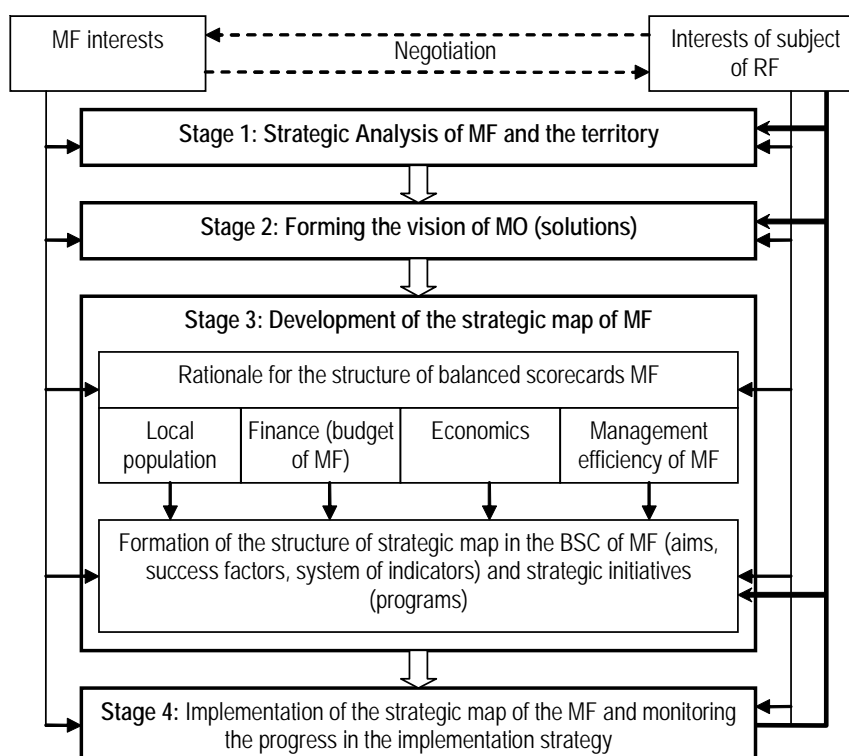 MF interests
Negotiation
Interests of subject
of RF
Stage 1: Strategic Analysis of MF and the territory
Stage 2: Forming the vision of MO (solutions)
Stage 3: Development of the strategic map of MF
Rationale for the structure of balanced scorecards MF
Local
population
Finance (budget
of MF)
Economics
Management
efficiency of MF
Formation of the structure of strategic map in the BSC of MF (aims,
success factors, system of indicators) and strategic initiatives
(programs)
Stage 4: Implementation of the strategic map of the MF and monitoring
the progress in the implementation strategy